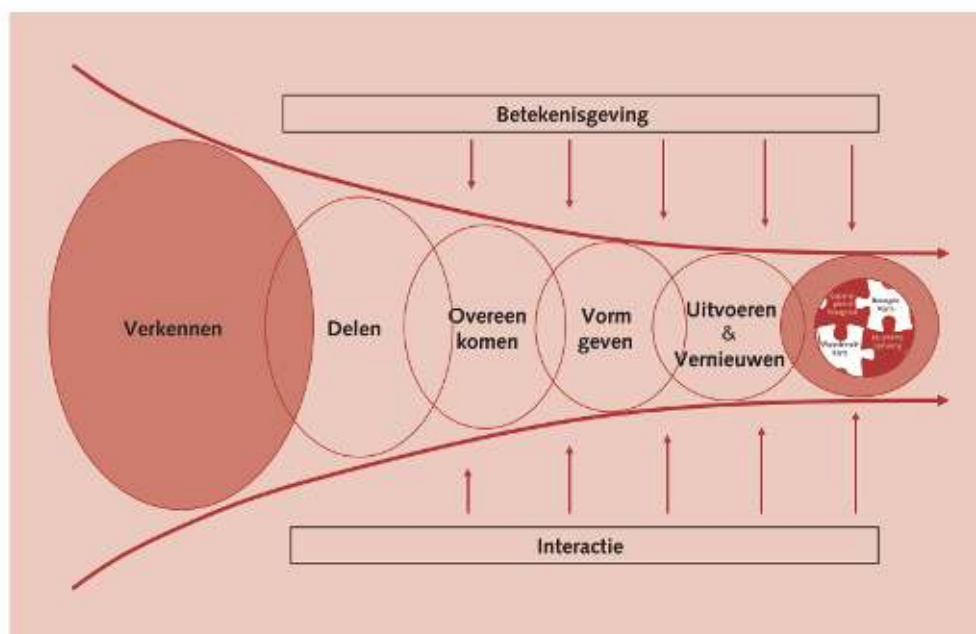 Betekenisgeving
Verkennen
Delen
Overeen
komen
Vorm
geven
Uitvoeren
&
Vernieuwen
Interactie